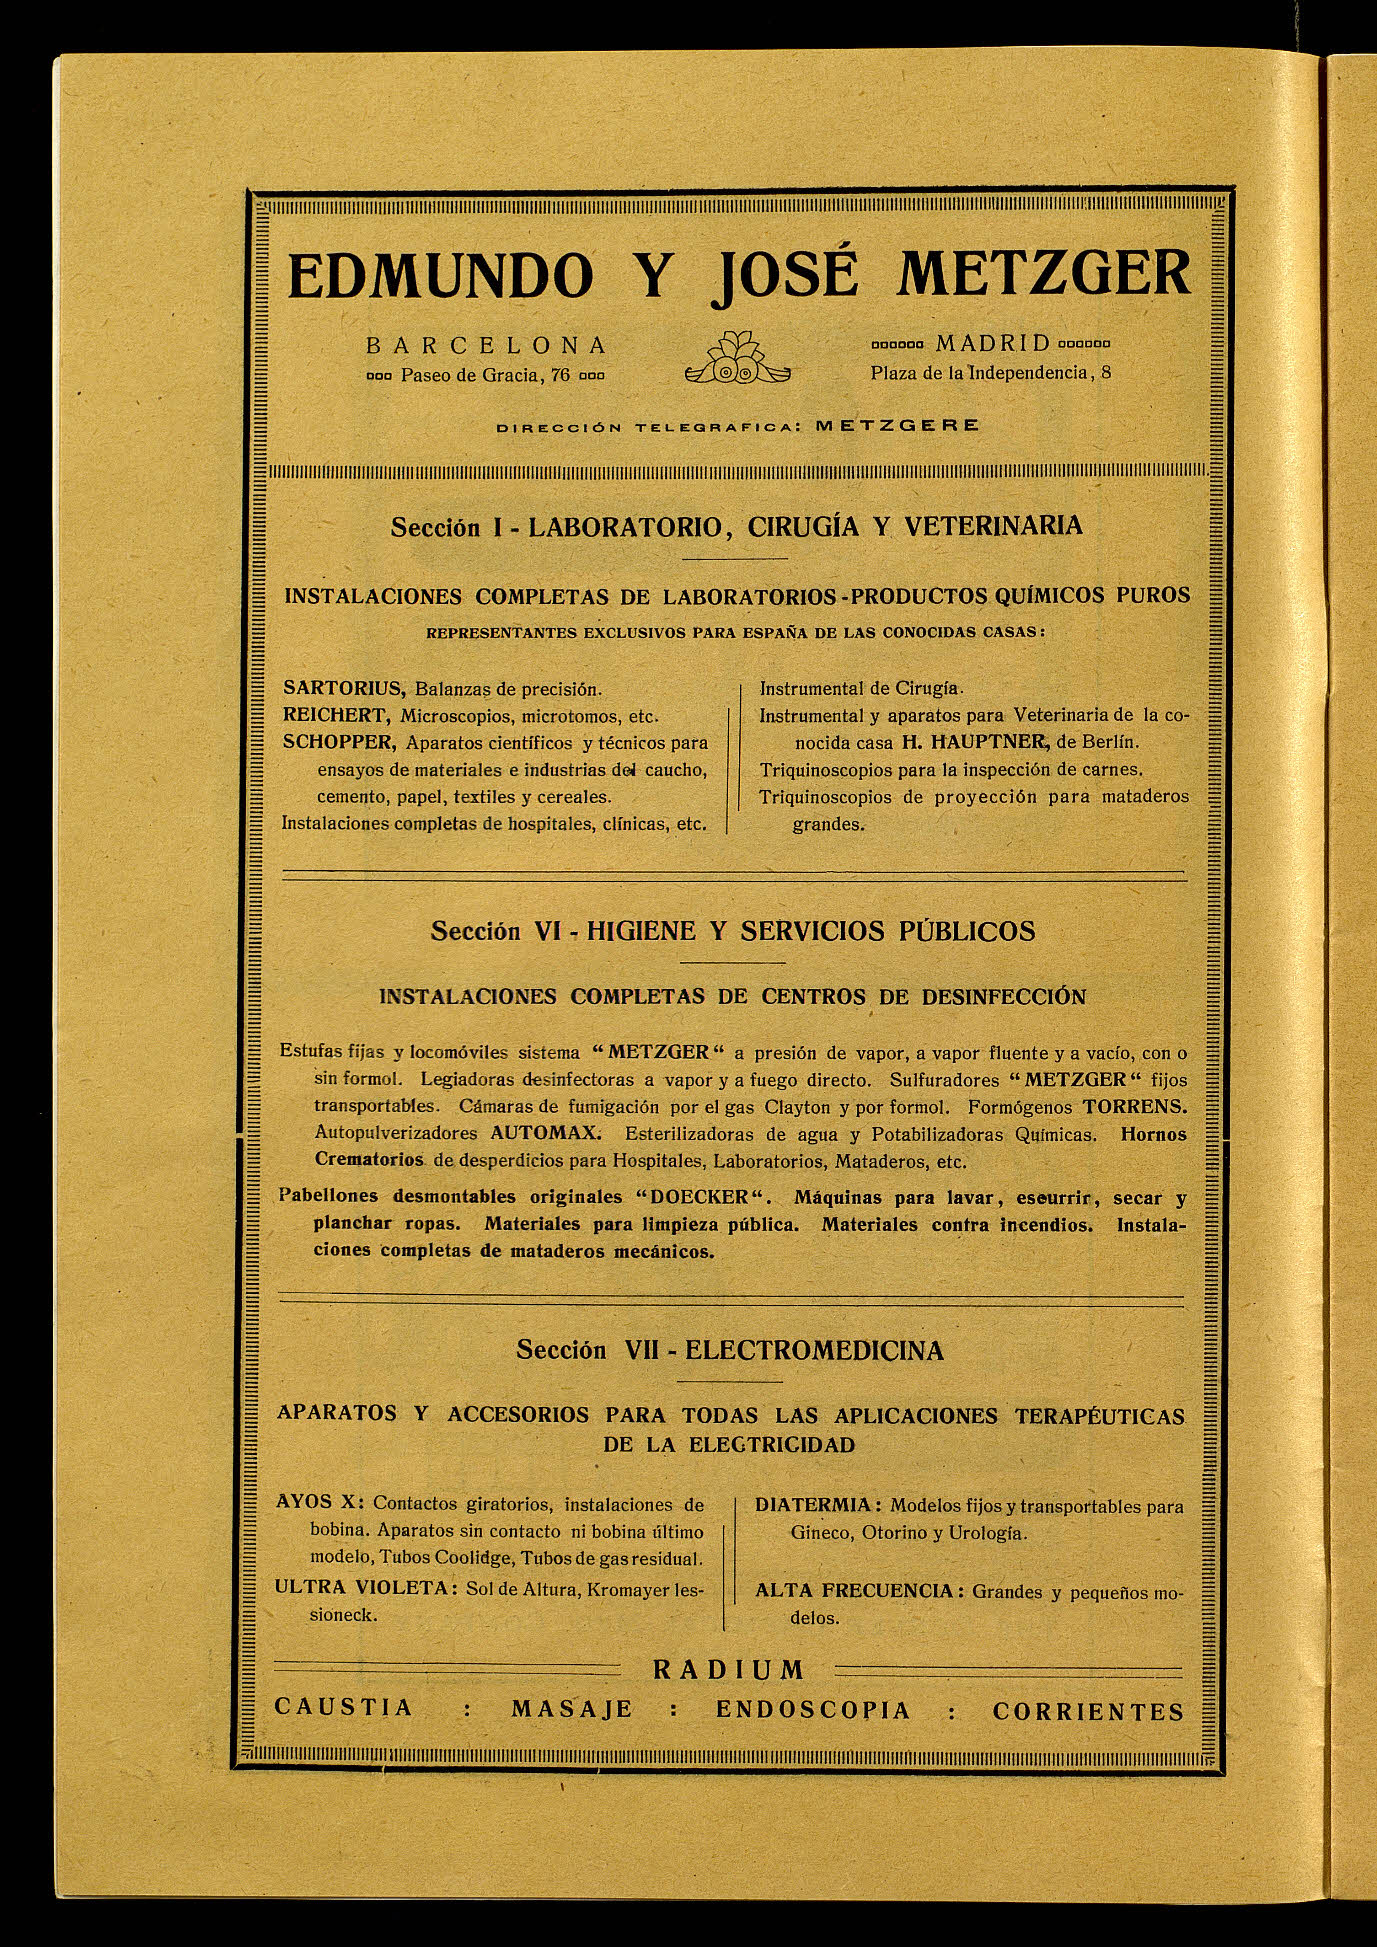 EDMUNDO Y JOSÉ METZGER
BARCELONA
Paseo de Gracia, 76
MADRID
Plaza de la Independencia, 8
DIRECCIÓN TELEGRAFICA: METZGERE
Sección I - LABORATORIO, CIRUGÍA Y VETERINARIA
INSTALACIONES COMPLETAS DE LABORATORIOS-PRODUCTOS QUÍMICOS PUROS
REPRESENTANTES EXCLUSIVOS PARA ESPAÑA DE LAS CONOCIDAS CASAS:
SARTORIUS, Balanzas de precisión.
REICHERT, Microscopios, microtomos, etc.
SCHOPPER, Aparatos científicos y técnicos para
ensayos de materiales e industrias del caucho,
cemento, papel, textiles y cereales.
Instalaciones completas de hospitales, clínicas, etc.
Instrumental de Cirugía.
Instrumental y aparatos para Veterinaria de la co-
nocida casa H. HAUPTNER, de Berlín.
Triquinoscopios para la inspección de carnes.
Triquinoscopios de proyección para mataderos
grandes.
Sección VI - HIGIENE Y SERVICIOS PÚBLICOS
INSTALACIONES COMPLETAS DE CENTROS DE DESINFECCIÓN
Estufas fijas y locomóviles sistema “METZGER“ a presión de vapor, a vapor fluente y a vacío, con o
sin formol. Legiadoras desinfectoras a vapor y a fuego directo. Sulfuradores “METZGER“ fijos
transportables. Cámaras de fumigación por el gas Clayton y por formol. Formógenos TORRENS.
Autopulverizadores AUTOMAX. Esterilizadoras de agua y Potabilizadoras Químicas. Hornos
Crematorios de desperdicios para Hospitales, Laboratorios, Mataderos, etc.
Pabellones desmontables originales “DOECKER“. Máquinas para lavar, escurrir, secar y
planchar ropas. Materiales para limpieza pública. Materiales contra incendios. Instala-
ciones completas de mataderos mecánicos.
Sección VII - ELECTROMEDICINA
APARATOS Y ACCESORIOS PARA TODAS LAS APLICACIONES TERAPÉUTICAS
DE LA ELECTRICIDAD
AYOS X: Contactos giratorios, instalaciones de
bobina. Aparatos sin contacto ni bobina último
modelo, Tubos Coolidge, Tubos de gas residual.
ULTRA VIOLETA: Sol de Altura, Kromayer les-
sioneck.
DIATERMIA: Modelos fijos y transportables para
Gineco, Otorino y Urología.
ALTA FRECUENCIA: Grandes y pequeños mo-
delos.
RADIUM
CAUSTIA : MASAJE : ENDOSCOPIA : CORRIENTES